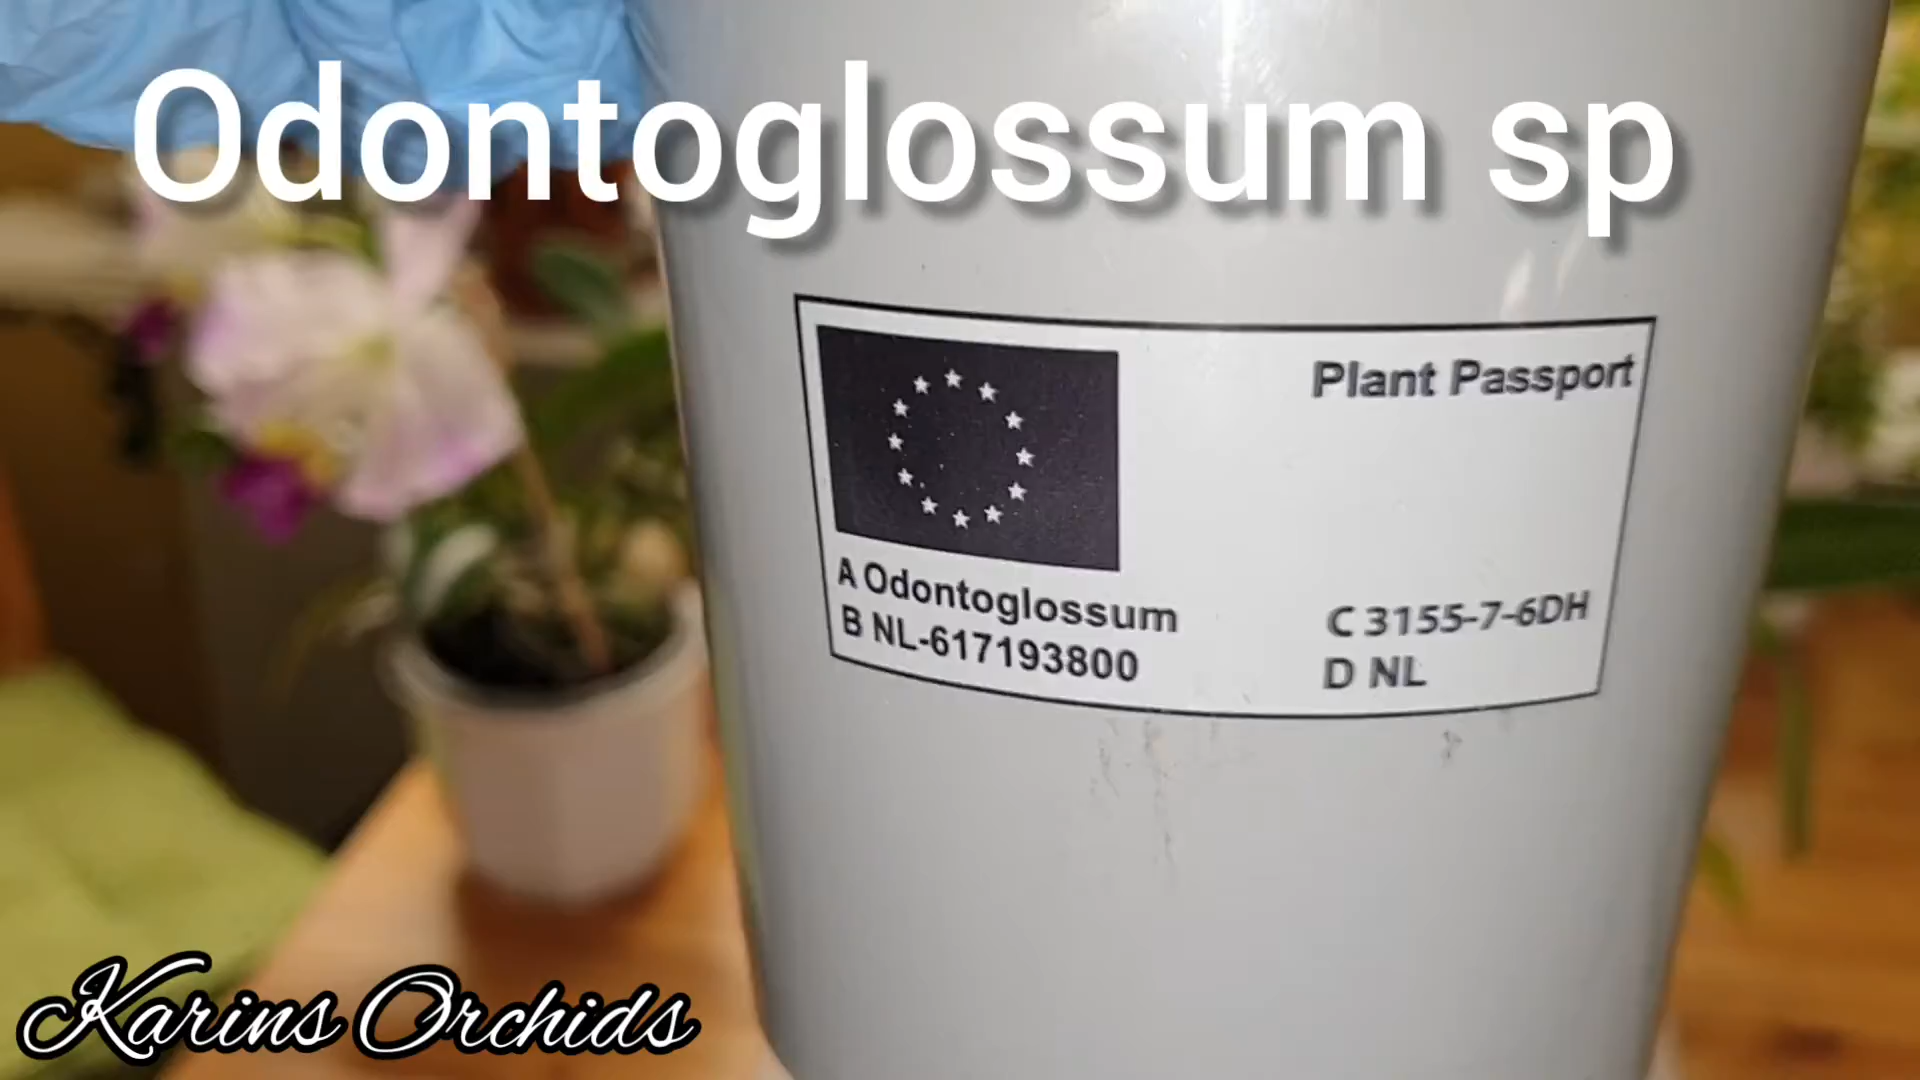 Odontoglossum sp
Plant Passport
A Odontoglossum
B NL-617193800
C 3155-7-6DH
D NL
Karins Orchids